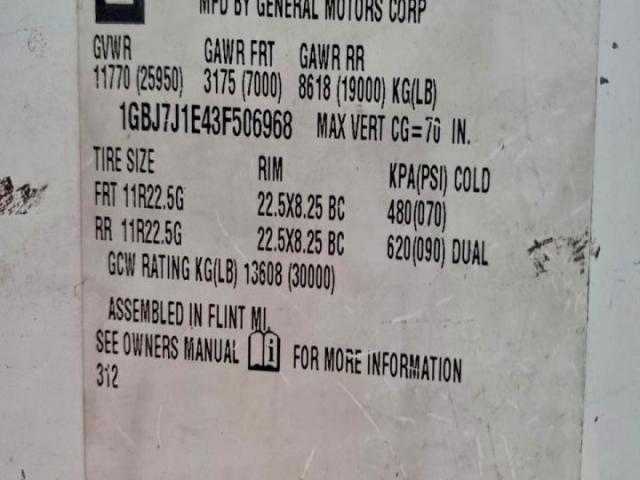 MFD BY GENERAL MOTORS CORP
GVWR GAWR FRT GAWR RR
11770 (25950) 3175 (7000) 8618 (19000) KG(LB)
1GBJ7J1E43F506968 MAX VERT CG=70 IN.
TIRE SIZE RIM KPA(PSI) COLD
FRT 11R22.5G 22.5X8.25 BC 480(070)
RR 11R22.5G 22.5X8.25 BC 620(090) DUAL
GCW RATING KG(LB) 13608 (30000)
ASSEMBLED IN FLINT MI
SEE OWNERS MANUAL i FOR MORE INFORMATION
312